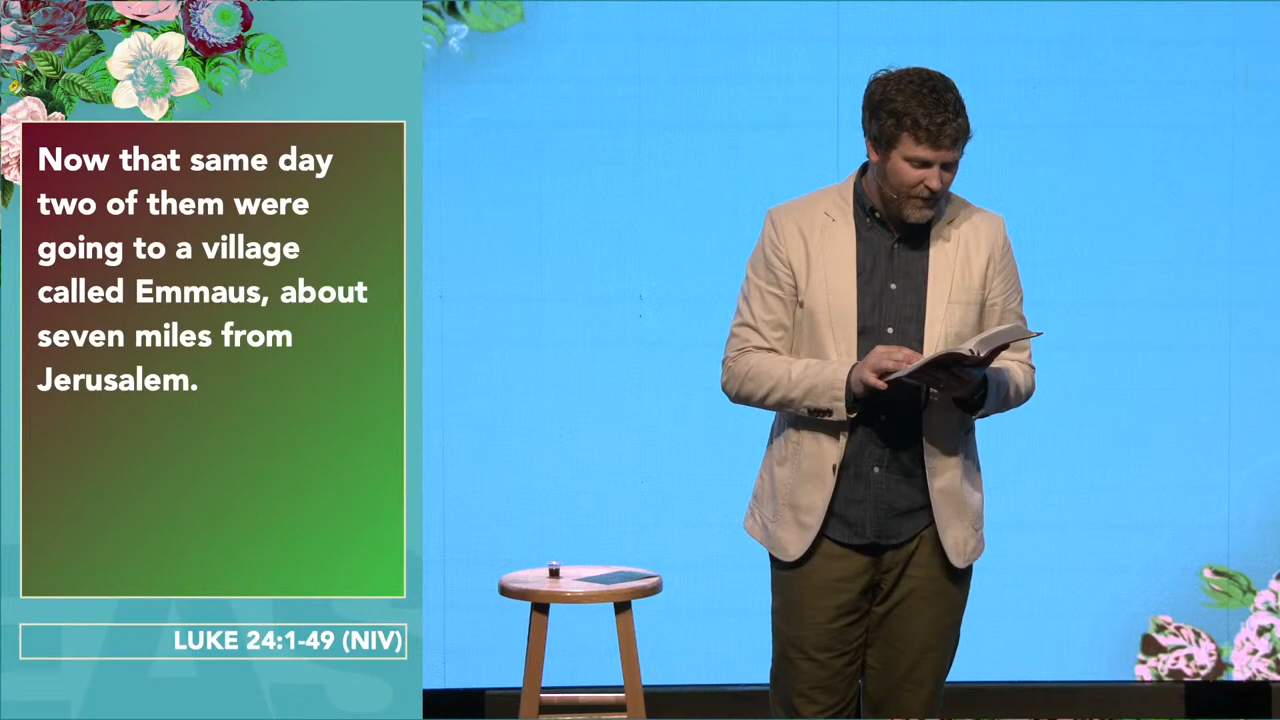 Now that same day
two of them were
going to a village
called Emmaus, about
seven miles from
Jerusalem.
LUKE 24:1-49 (NIV)